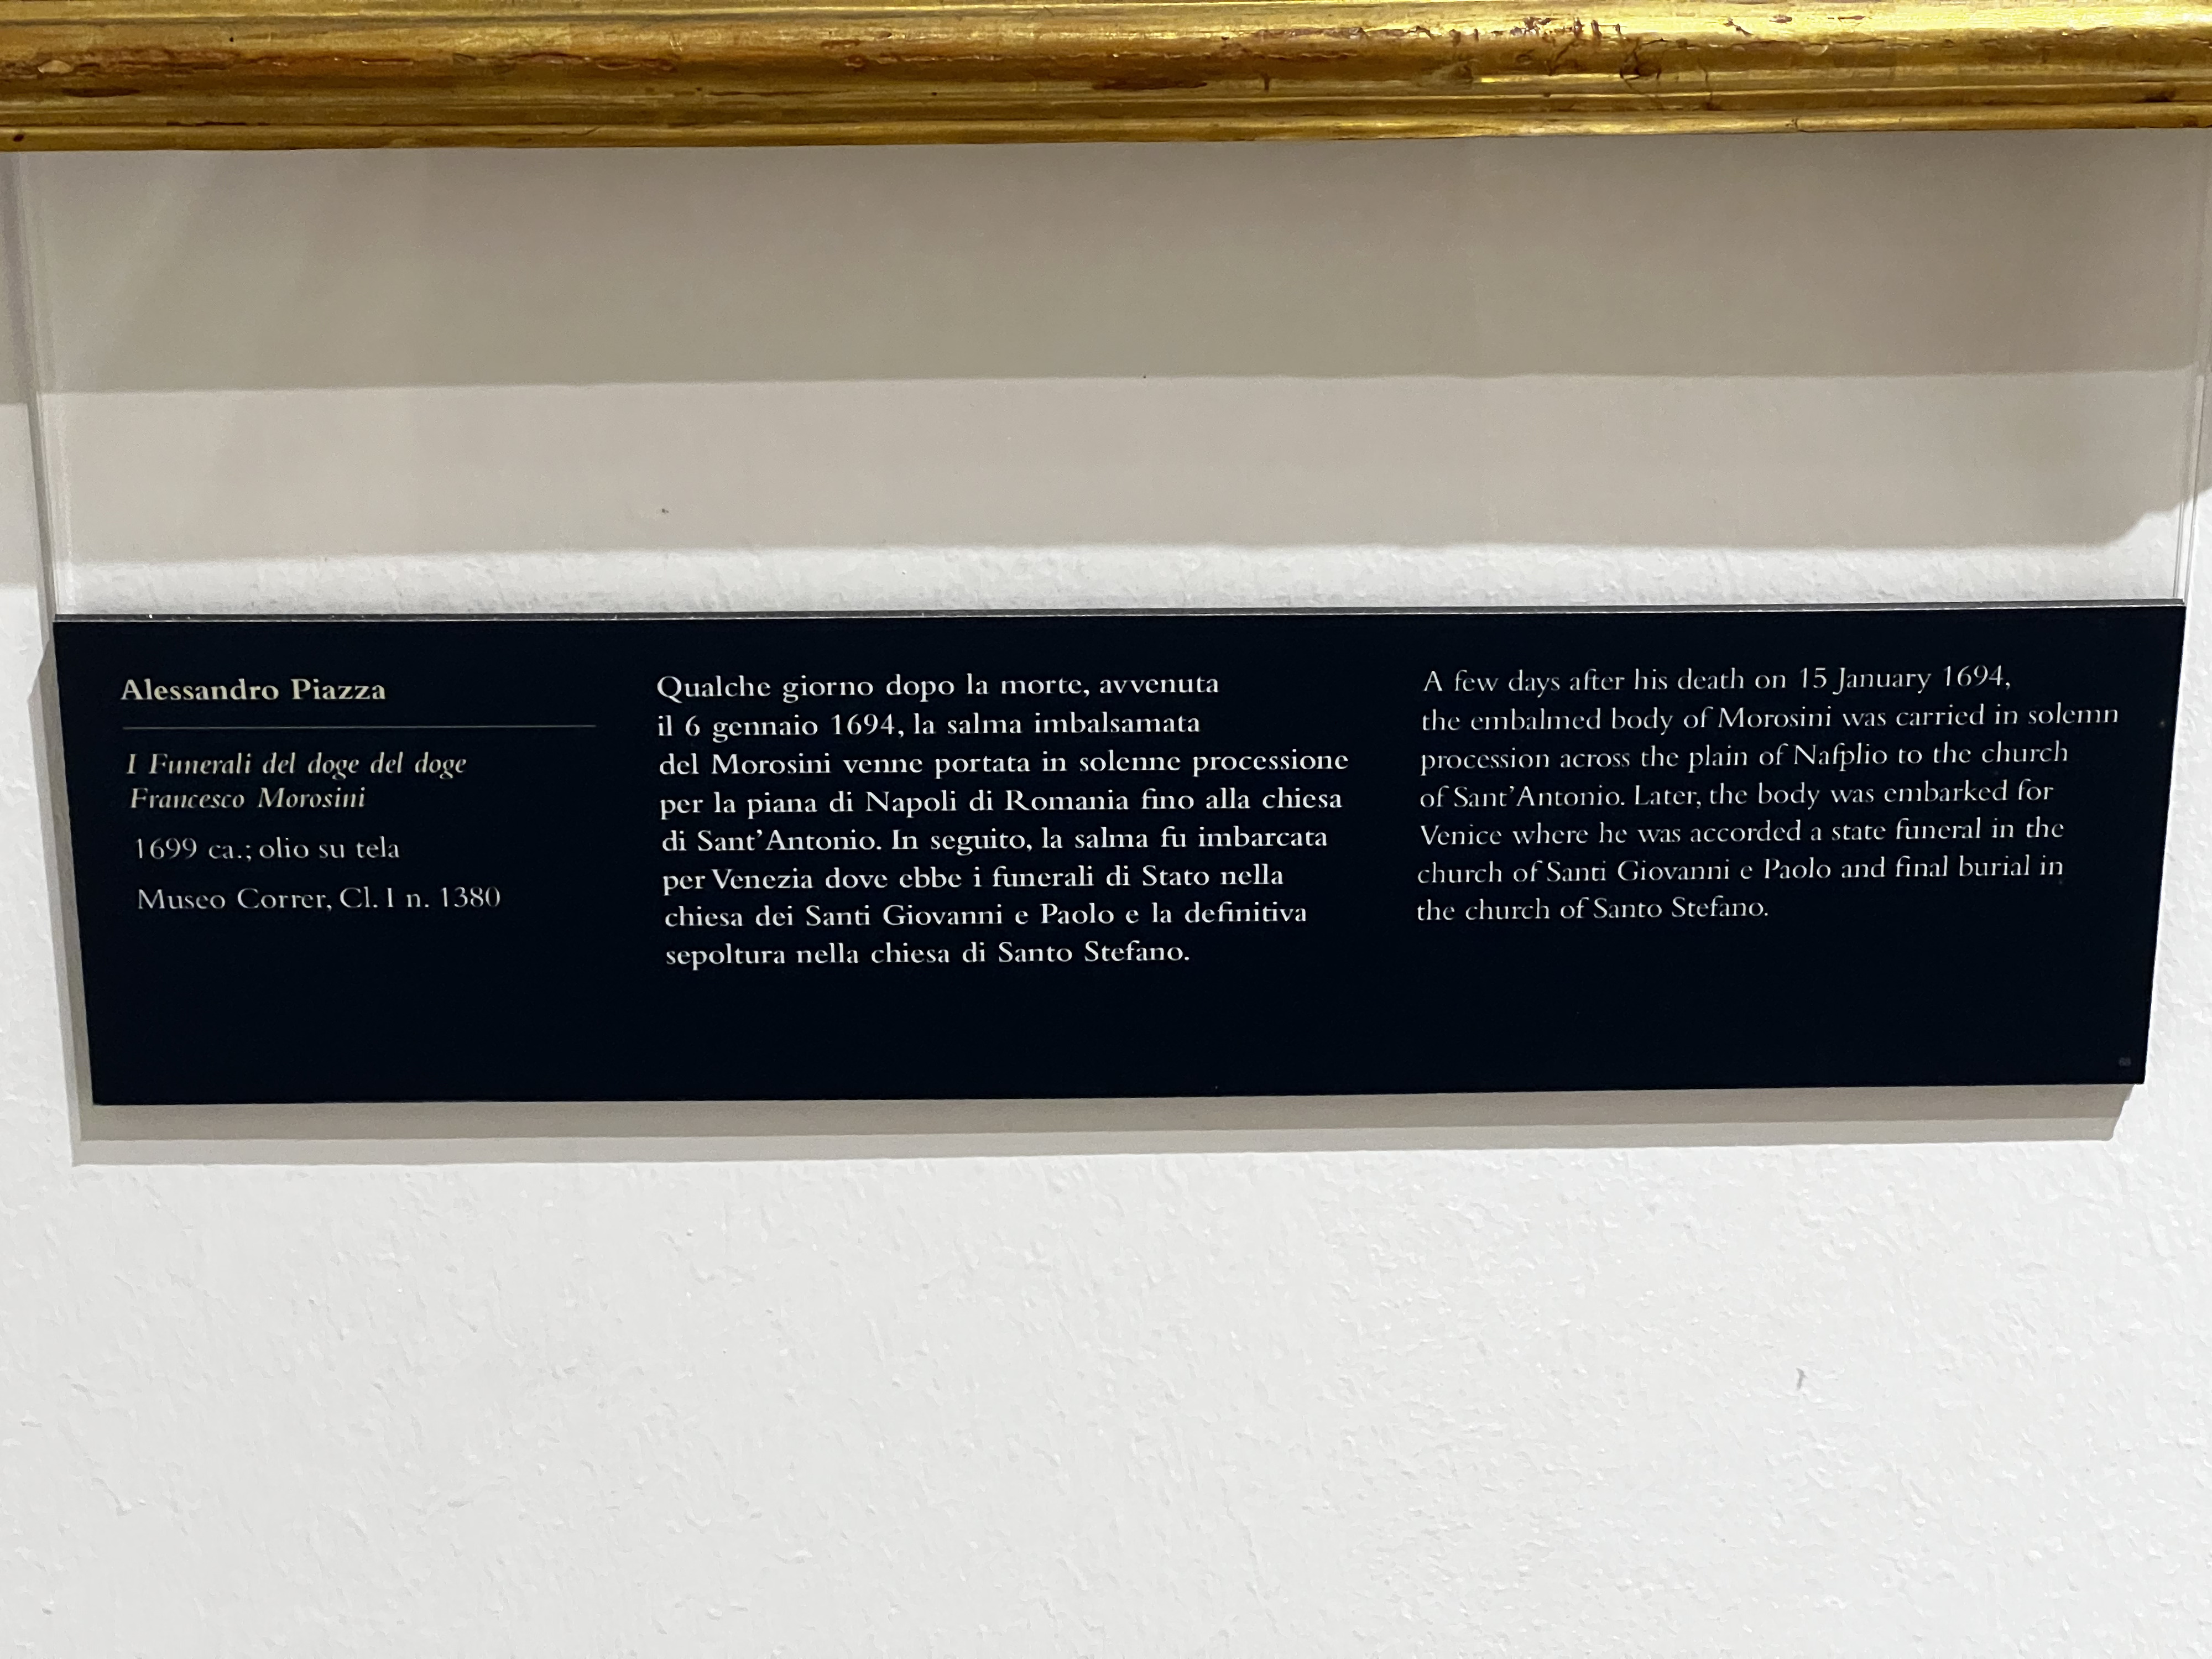 Alessandro Piazza
I Funerali del doge del doge
Francesco Morosini
1699 ca.; olio su tela
Museo Correr, Cl. I n. 1380
Qualche giorno dopo la morte, avvenuta
il 6 gennaio 1694, la salma imbalsamata
del Morosini venne portata in solenne processione
per la piana di Napoli di Romania fino alla chiesa
di Sant'Antonio. In seguito, la salma fu imbarcata
per Venezia dove ebbe i funerali di Stato nella
chiesa dei Santi Giovanni e Paolo e la definitiva
sepoltura nella chiesa di Santo Stefano.
A few days after his death on 15 January 1694,
the embalmed body of Morosini was carried in solemn
procession across the plain of Nafplio to the church
of Sant'Antonio. Later, the body was embarked for
Venice where he was accorded a state funeral in the
church of Santi Giovanni e Paolo and final burial in
the church of Santo Stefano.